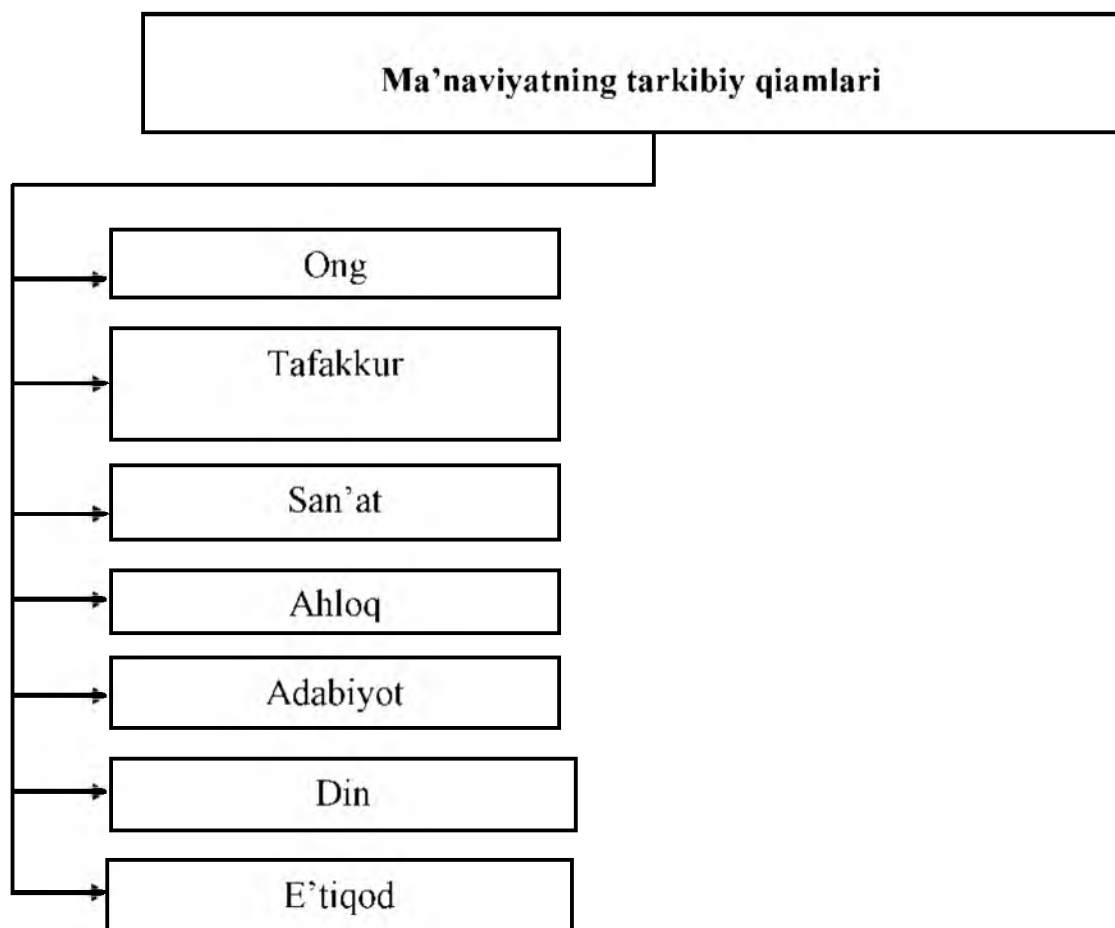 Ma’naviyatning tarkibiy qiamlari
Ong
Tafakkur
San’at
Ahloq
Adabiyot
Din
E’tiqod